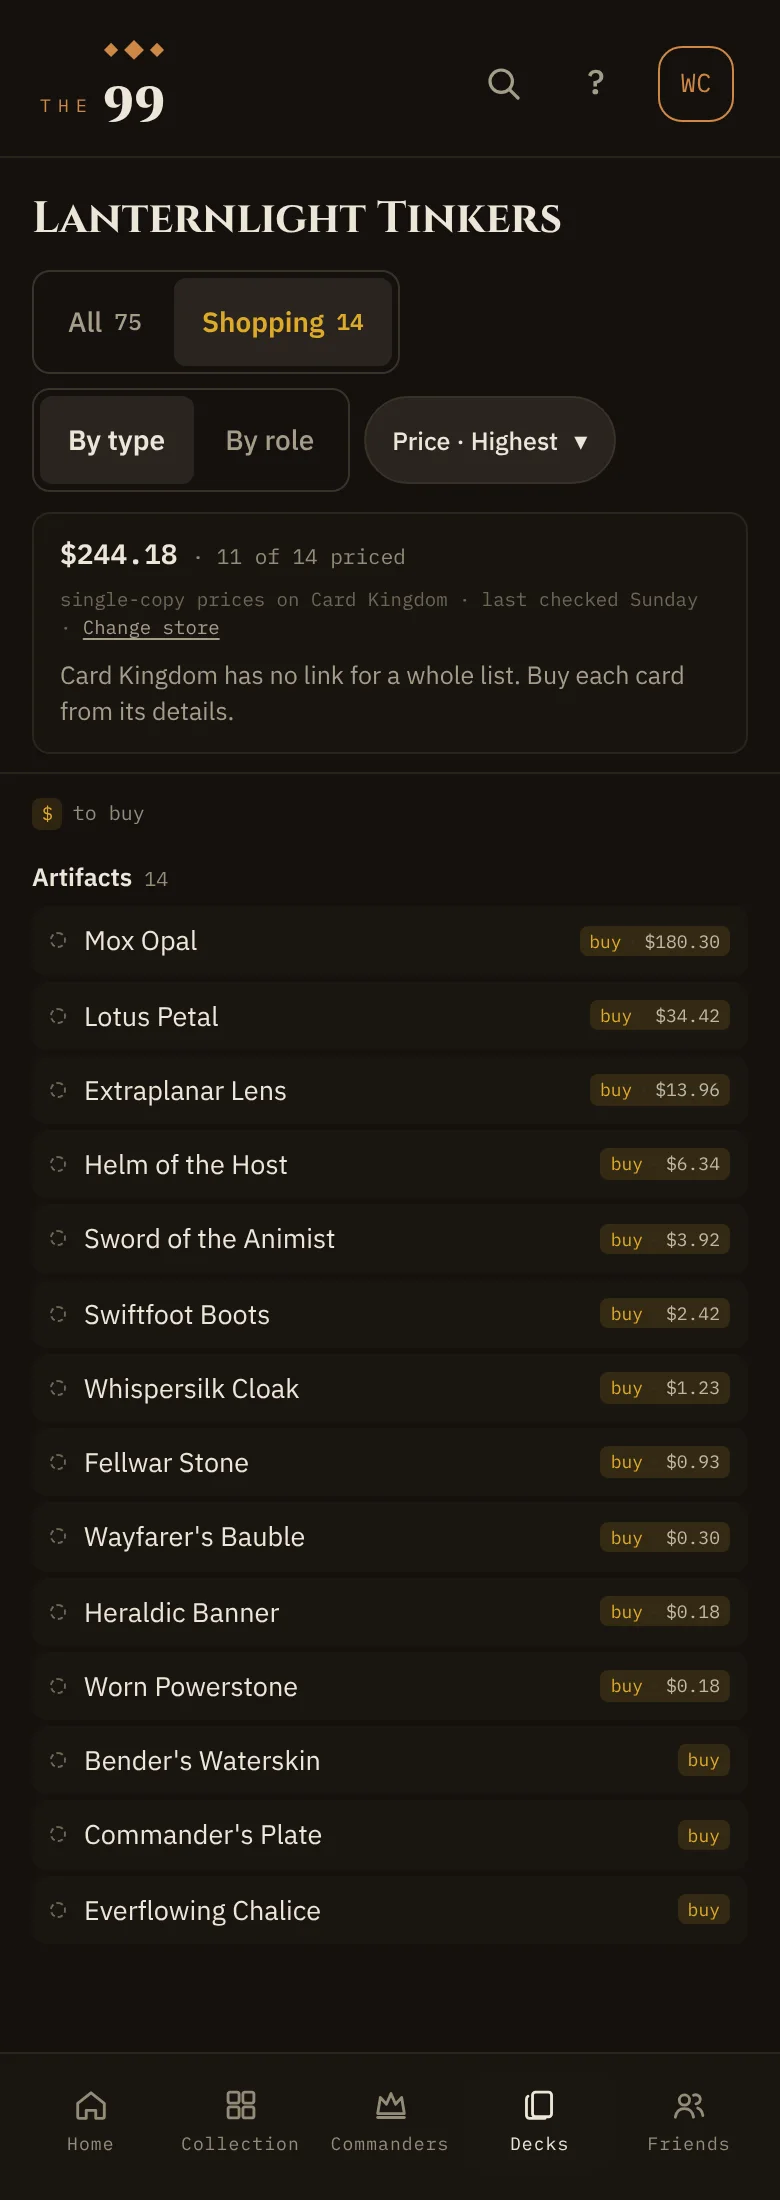 THE 99
?
WC
Lanternlight Tinkers
All 75
Shopping 14
By type
By role
Price · Highest ▼
$244.18 · 11 of 14 priced
single-copy prices on Card Kingdom · last checked Sunday
· Change store
Card Kingdom has no link for a whole list. Buy each card
from its details.
$ to buy
Artifacts 14
Mox Opal buy $180.30
Lotus Petal buy $34.42
Extraplanar Lens buy $13.96
Helm of the Host buy $6.34
Sword of the Animist buy $3.92
Swiftfoot Boots buy $2.42
Whispersilk Cloak buy $1.23
Fellwar Stone buy $0.93
Wayfarer's Bauble buy $0.30
Heraldic Banner buy $0.18
Worn Powerstone buy $0.18
Bender's Waterskin buy
Commander's Plate buy
Everflowing Chalice buy
Home
Collection
Commanders
Decks
Friends